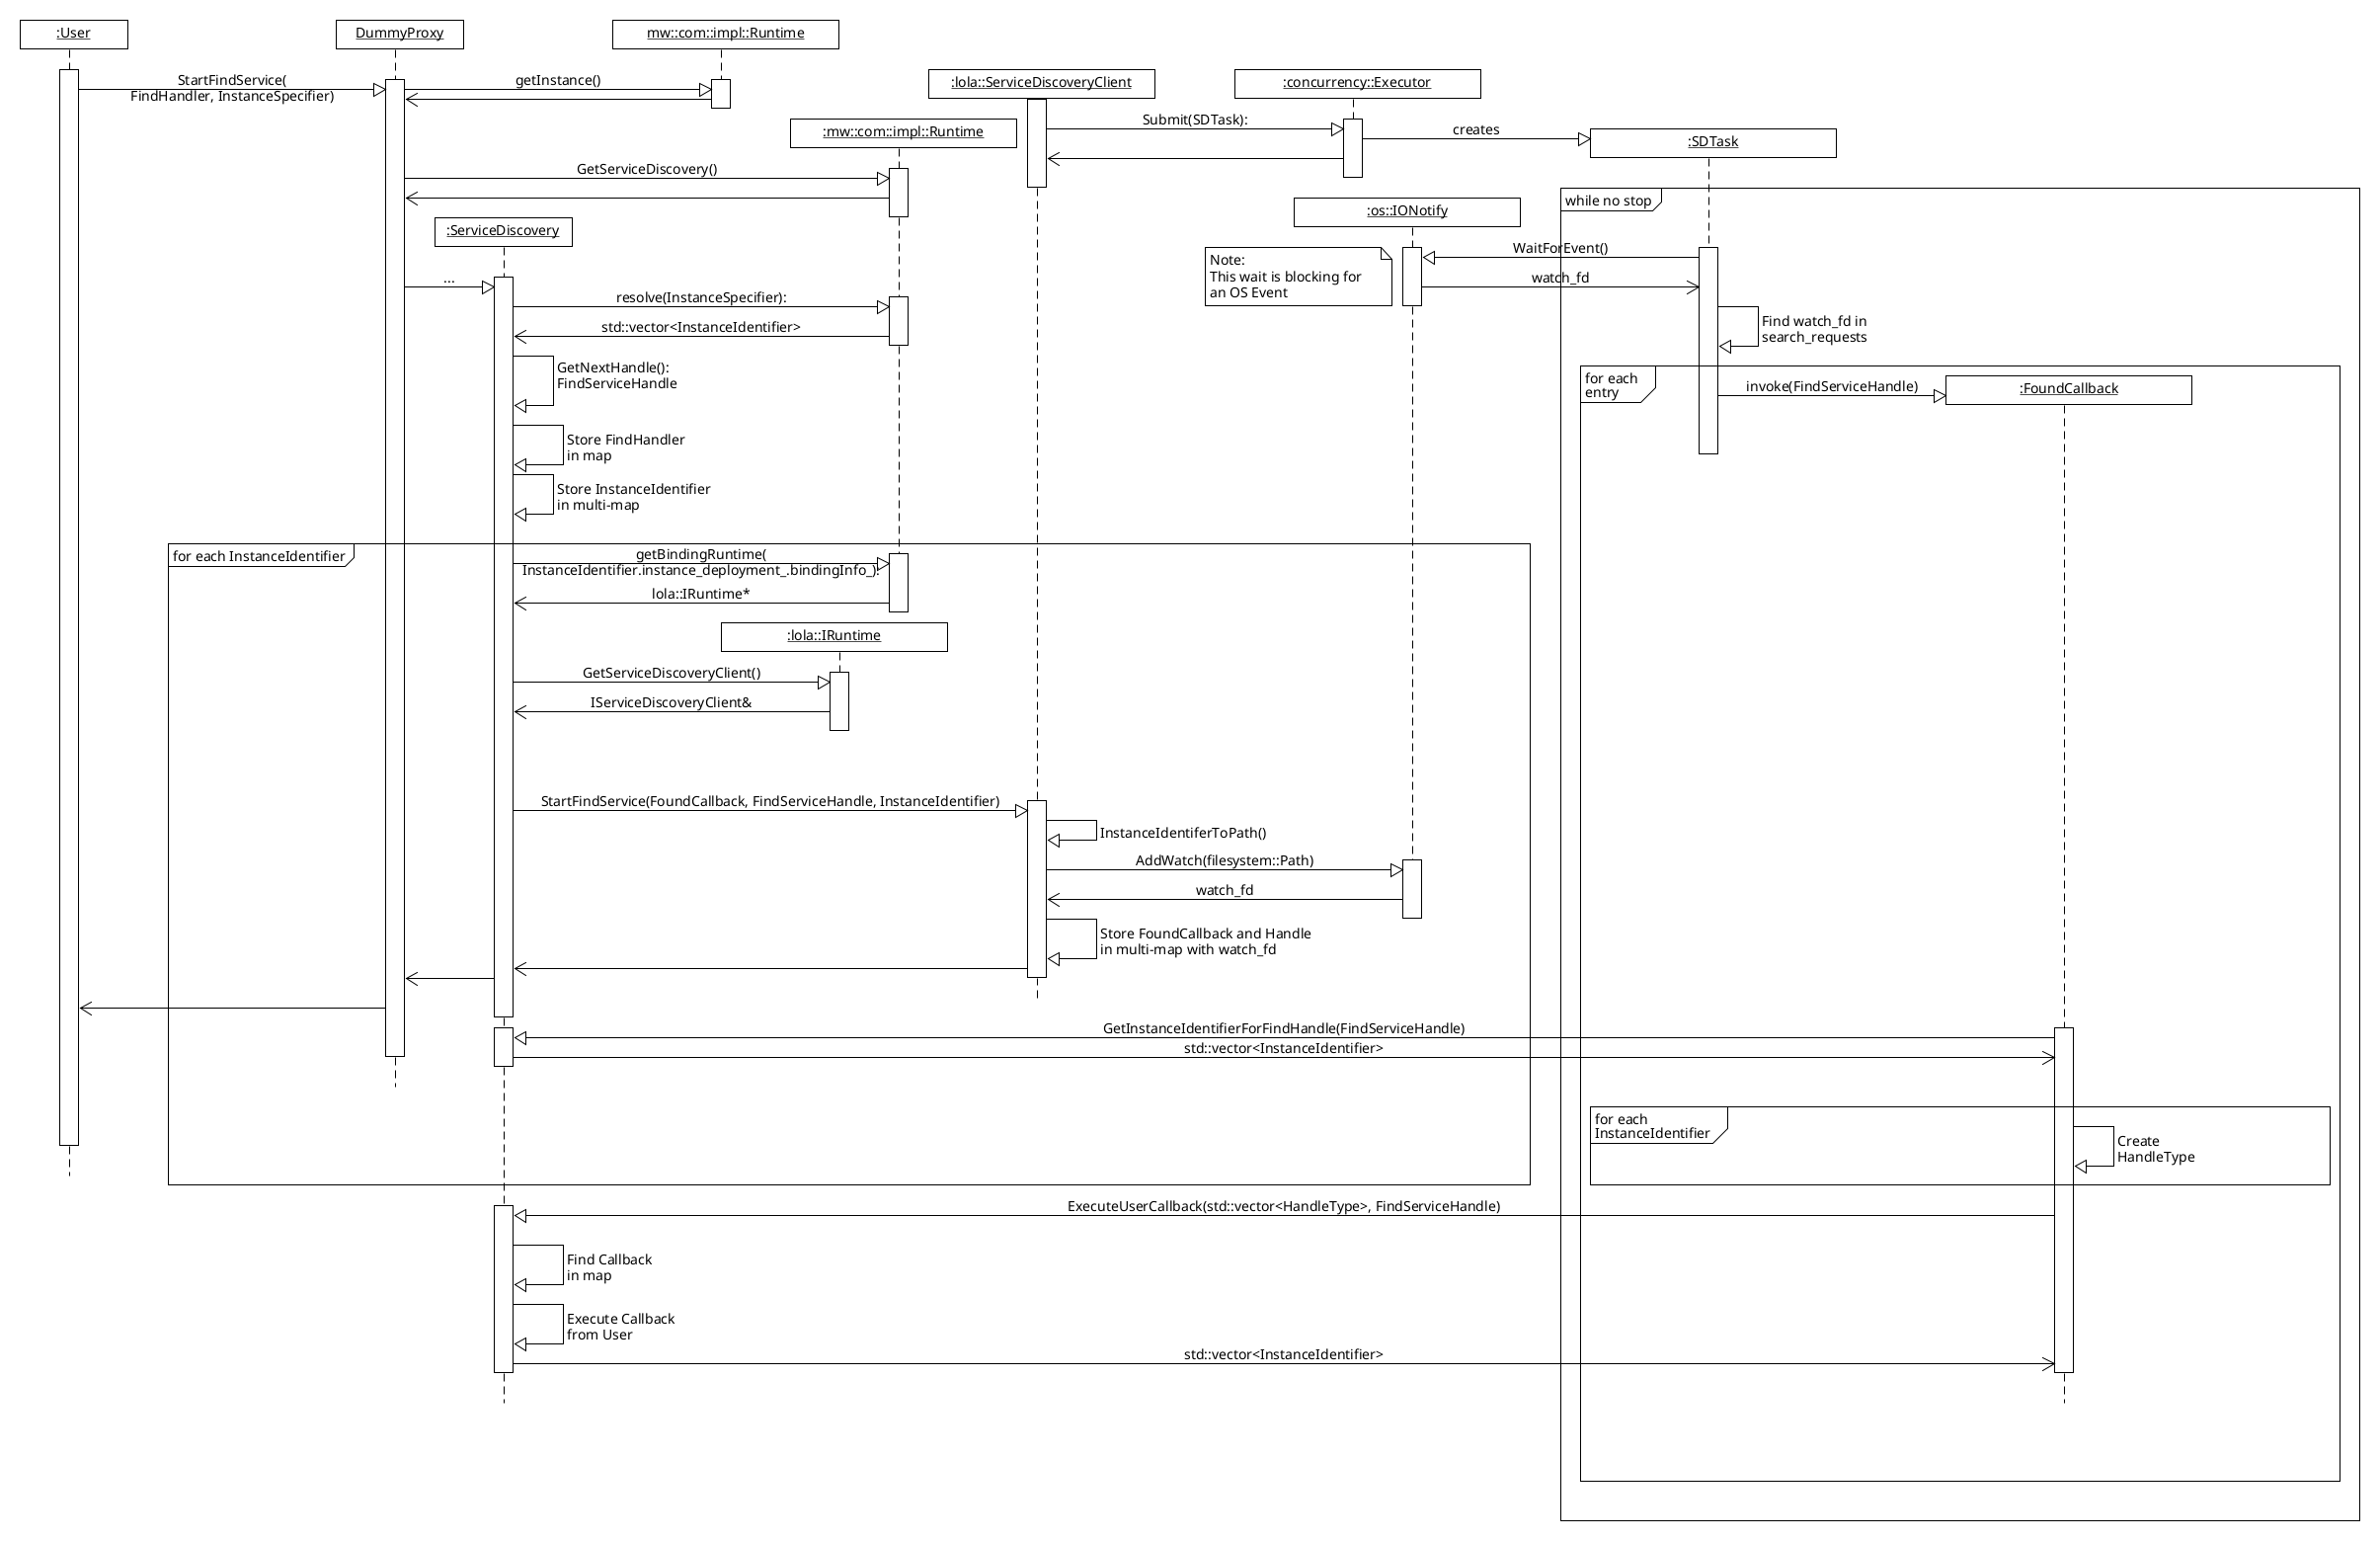 :User
DummyProxy
mw::com::impl::Runtime
StartFindService(
FindHandler, InstanceSpecifier)
getInstance()
:lola::ServiceDiscoveryClient
:concurrency::Executor
Submit(SDTask):
creates
:mw::com::impl::Runtime
:SDTask
GetServiceDiscovery()
while no stop
:os::IONotify
:ServiceDiscovery
WaitForEvent()
Note:
This wait is blocking for
an OS Event
...
watch_fd
resolve(InstanceSpecifier):
std::vector<InstanceIdentifier>
Find watch_fd in
search_requests
GetNextHandle():
FindServiceHandle
for each
entry
invoke(FindServiceHandle)
:FoundCallback
Store FindHandler
in map
Store InstanceIdentifier
in multi-map
for each InstanceIdentifier
getBindingRuntime(
InstanceIdentifier.instance_deployment_.bindingInfo_):
lola::IRuntime*
:lola::IRuntime
GetServiceDiscoveryClient()
IServiceDiscoveryClient&
StartFindService(FoundCallback, FindServiceHandle, InstanceIdentifier)
InstanceIdentiferToPath()
AddWatch(filesystem::Path)
watch_fd
Store FoundCallback and Handle
in multi-map with watch_fd
GetInstanceIdentifierForFindHandle(FindServiceHandle)
std::vector<InstanceIdentifier>
for each
InstanceIdentifier
Create
HandleType
ExecuteUserCallback(std::vector<HandleType>, FindServiceHandle)
Find Callback
in map
Execute Callback
from User
std::vector<InstanceIdentifier>